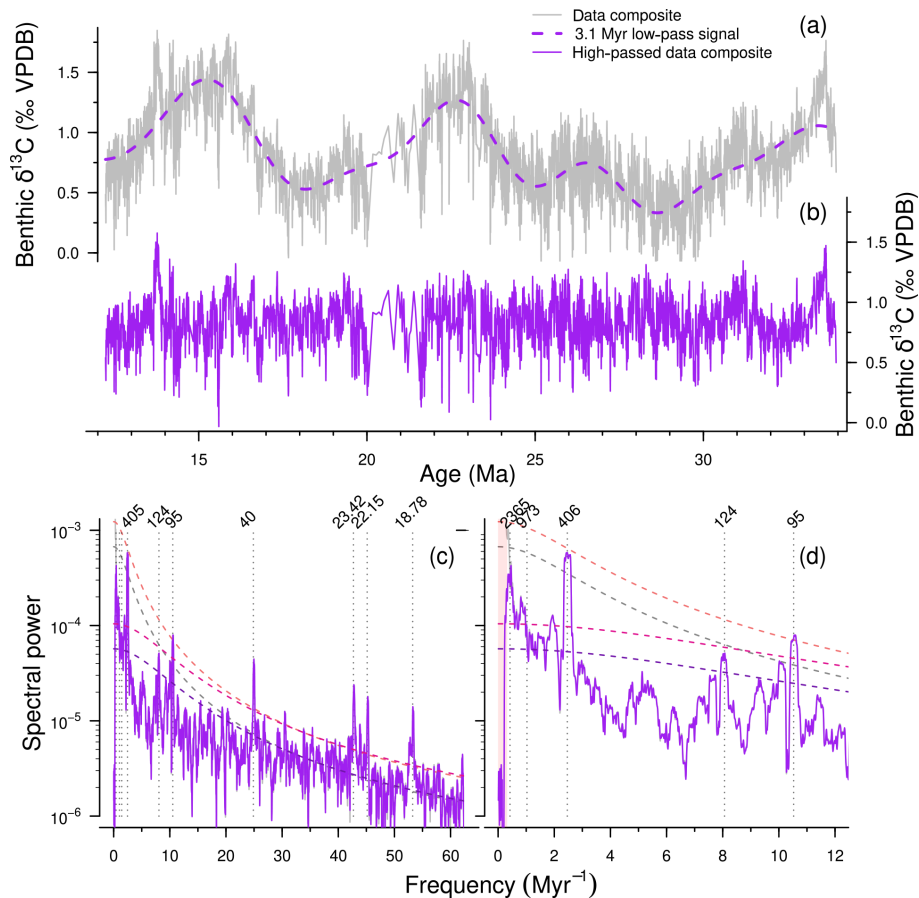 Data composite
3.1 Myr low-pass signal
High-passed data composite
(a)
Benthic δ¹³C (‰ VPDB)
1.5
1.0
0.5
0.0
(b)
1.5
1.0
0.5
0.0
Benthic δ¹³C (‰ VPDB)
15 20 25 30
Age (Ma)
405 124 95 40 23.42 22.15 18.78
2365 973 406 124 95
(c)
(d)
Spectral power
10⁻³
10⁻⁴
10⁻⁵
10⁻⁶
0 10 20 30 40 50 60
0 2 4 6 8 10 12
Frequency (Myr⁻¹)